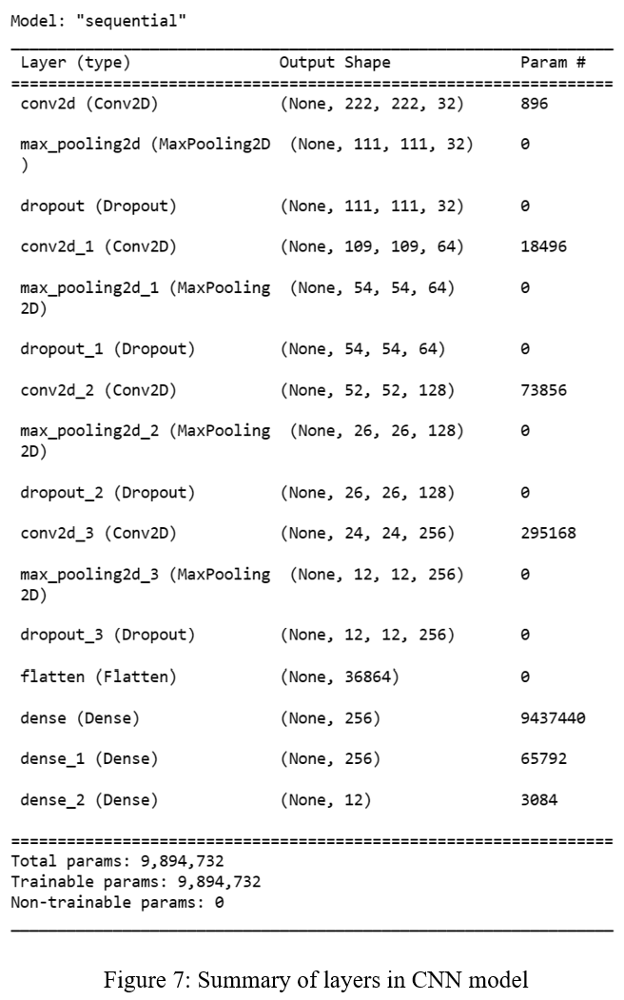 Model: "sequential"
Layer (type) Output Shape Param #
conv2d (Conv2D) (None, 222, 222, 32) 896
max_pooling2d (MaxPooling2D (None, 111, 111, 32) 0
)
dropout (Dropout) (None, 111, 111, 32) 0
conv2d_1 (Conv2D) (None, 109, 109, 64) 18496
max_pooling2d_1 (MaxPooling (None, 54, 54, 64) 0
2D)
dropout_1 (Dropout) (None, 54, 54, 64) 0
conv2d_2 (Conv2D) (None, 52, 52, 128) 73856
max_pooling2d_2 (MaxPooling (None, 26, 26, 128) 0
2D)
dropout_2 (Dropout) (None, 26, 26, 128) 0
conv2d_3 (Conv2D) (None, 24, 24, 256) 295168
max_pooling2d_3 (MaxPooling (None, 12, 12, 256) 0
2D)
dropout_3 (Dropout) (None, 12, 12, 256) 0
flatten (Flatten) (None, 36864) 0
dense (Dense) (None, 256) 9437440
dense_1 (Dense) (None, 256) 65792
dense_2 (Dense) (None, 12) 3084
Total params: 9,894,732
Trainable params: 9,894,732
Non-trainable params: 0
Figure 7: Summary of layers in CNN model